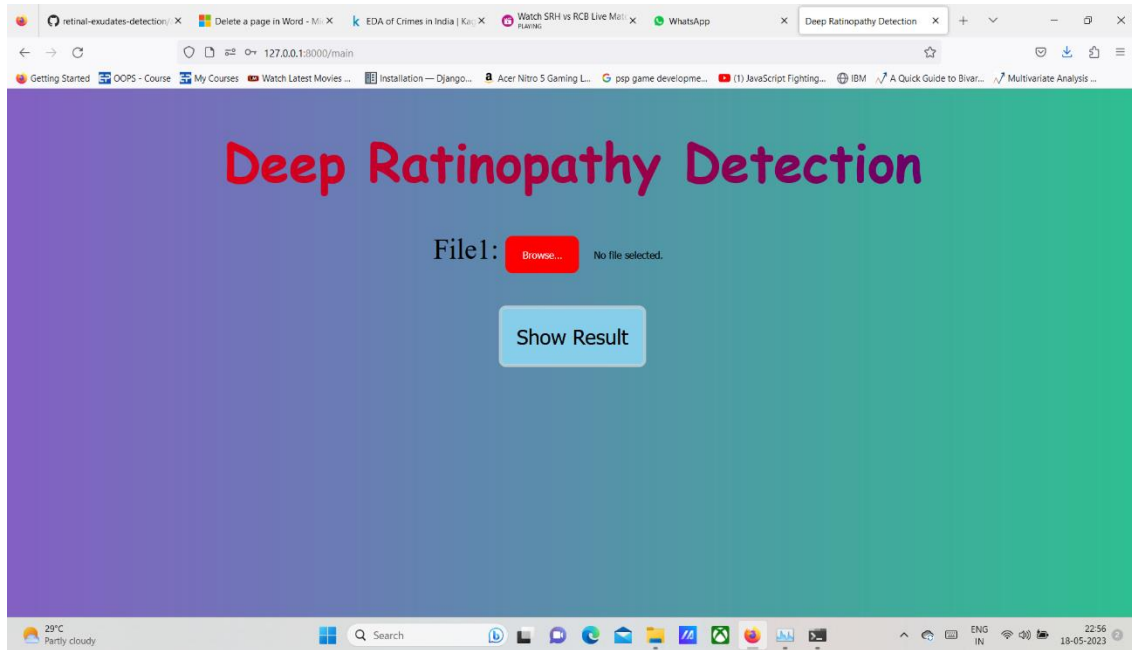 retinal-exudates-detection/
Delete a page in Word - Mic
EDA of Crimes in India | Kag
Watch SRH vs RCB Live Matc
PLAYING
WhatsApp
Deep Ratinopathy Detection
127.0.0.1:8000/main
Getting Started OOPS - Course My Courses Watch Latest Movies ... Installation — Django... Acer Nitro 5 Gaming L... psp game developme... (1) JavaScript Fighting... IBM A Quick Guide to Bivar... Multivariate Analysis ...
Deep Ratinopathy Detection
File1: Browse... No file selected.
Show Result
29°C
Partly cloudy
Search
ENG
IN
22:56
18-05-2023
2